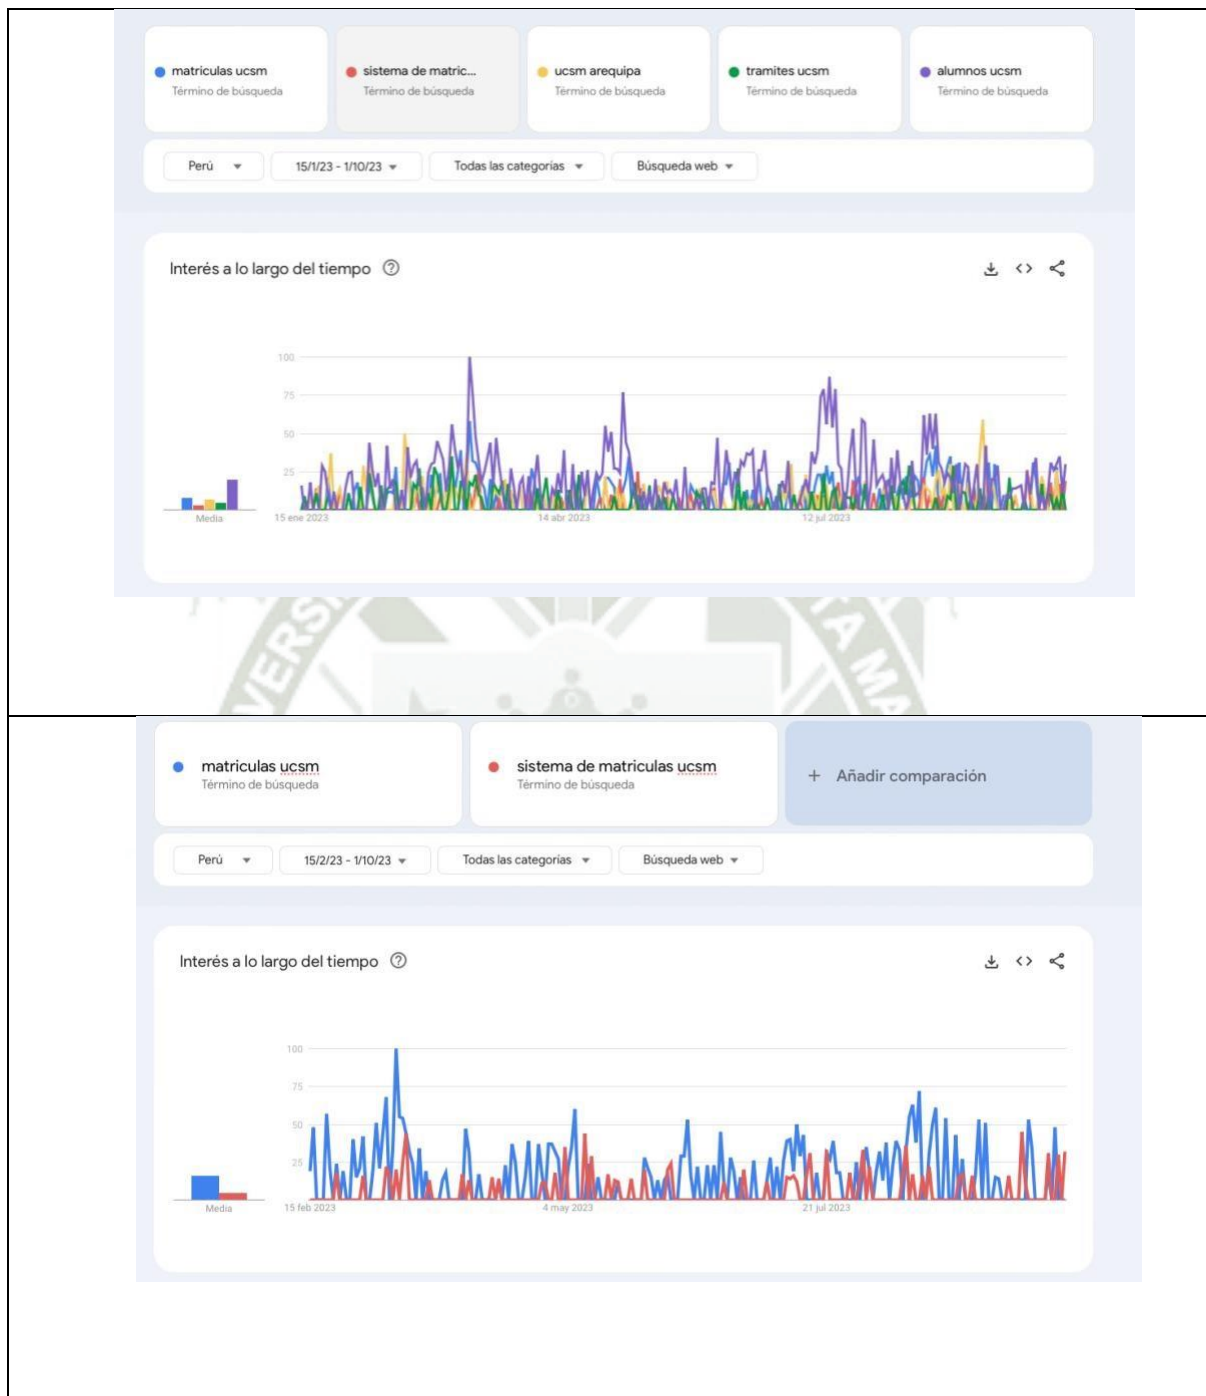 matriculas ucsm
Término de búsqueda
sistema de matric...
Término de búsqueda
ucsm arequipa
Término de búsqueda
tramites ucsm
Término de búsqueda
alumnos ucsm
Término de búsqueda
Perú 15/1/23 - 1/10/23 Todas las categorías Búsqueda web
Interés a lo largo del tiempo
100
75
50
25
Media
15 ene 2023 14 abr 2023 12 jul 2023
VERSI TA MA
matriculas ucsm
Término de búsqueda
sistema de matriculas ucsm
Término de búsqueda
+ Añadir comparación
Perú 15/2/23 - 1/10/23 Todas las categorías Búsqueda web
Interés a lo largo del tiempo
100
75
50
25
Media
15 feb 2023 4 may 2023 21 jul 2023